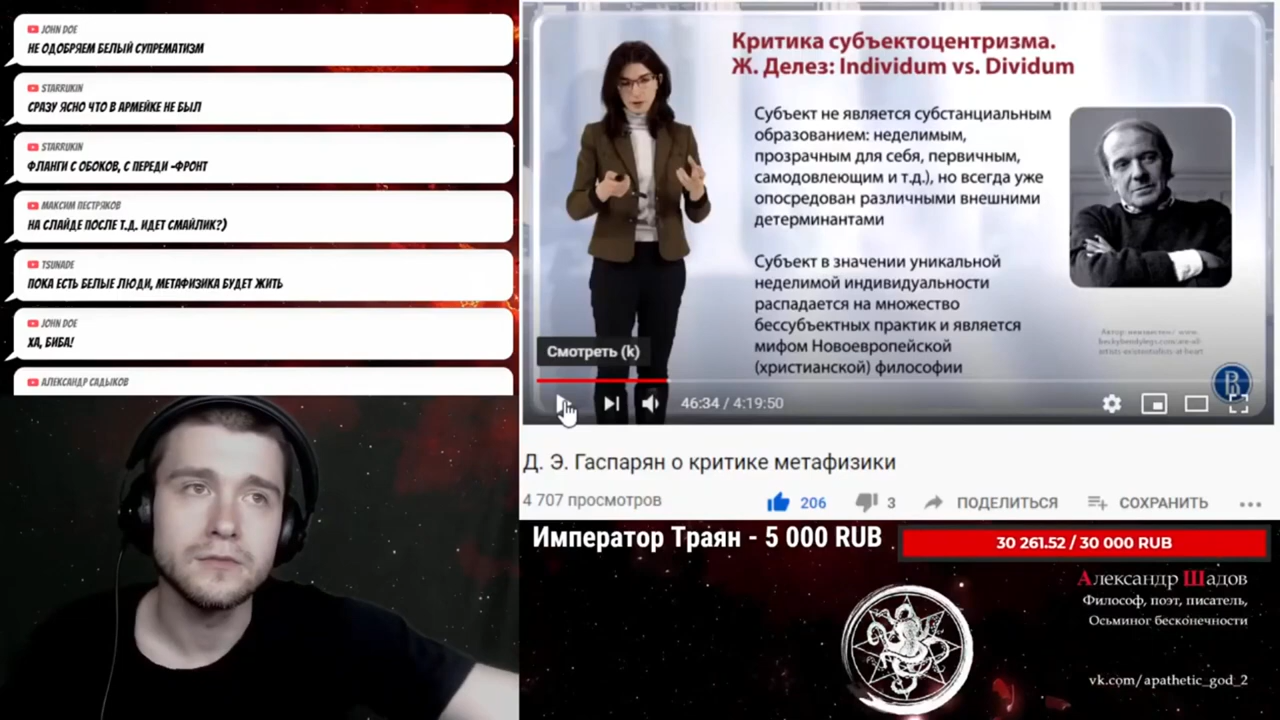 JOHN DOE
НЕ ОДОБРЯЕМ БЕЛЫЙ СУПРЕМАТИЗМ
STARRUKIN
СРАЗУ ЯСНО ЧТО В АРМЕЙКЕ НЕ БЫЛ
STARRUKIN
ФЛАНГИ С ОБОКОВ, С ПЕРЕДИ -ФРОНТ
МАКСИМ ПЕСТРЯКОВ
НА СЛАЙДЕ ПОСЛЕ Т.Д. ИДЕТ СМАЙЛИК?)
TSUNADE
ПОКА ЕСТЬ БЕЛЫЕ ЛЮДИ, МЕТАФИЗИКА БУДЕТ ЖИТЬ
JOHN DOE
ХА, БИБА!
АЛЕКСАНДР САДЫКОВ
Критика субъектоцентризма.
Ж. Делез: Individum vs. Dividum
Субъект не является субстанциальным
образованием: неделимым,
прозрачным для себя, первичным,
самодовлеющим и т.д.), но всегда уже
опосредован различными внешними
детерминантами
Субъект в значении уникальной
неделимой индивидуальности
распадается на множество
бессубъектных практик и является
мифом Новоевропейской
(христианской) философии
Смотреть (k)
46:34 / 4:19:50
Д. Э. Гаспарян о критике метафизики
4 707 просмотров
206
3
ПОДЕЛИТЬСЯ
СОХРАНИТЬ
Император Траян - 5 000 RUB
30 261.52 / 30 000 RUB
Александр Шадов
Философ, поэт, писатель,
Осьминог бесконечности
vk.com/apathetic_god_2